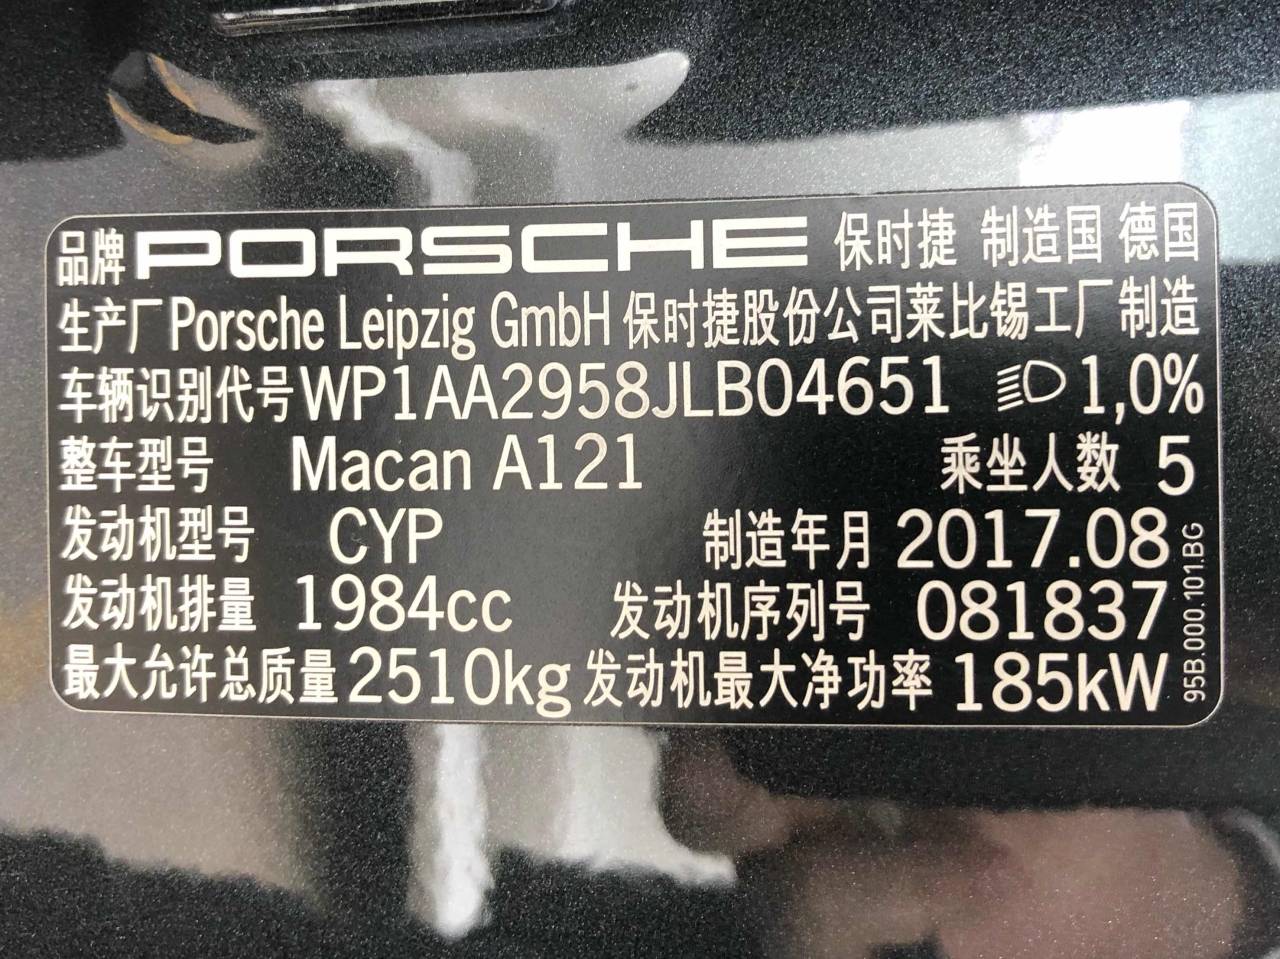 品牌 PORSCHE 保时捷 制造国 德国
生产厂 Porsche Leipzig GmbH 保时捷股份公司莱比锡工厂制造
车辆识别代号 WP1AA2958JLB04651 1,0%
整车型号 Macan A121 乘坐人数 5
发动机型号 CYP 制造年月 2017.08
发动机排量 1984cc 发动机序列号 081837
最大允许总质量 2510kg 发动机最大净功率 185kW
95B.000.101.BG